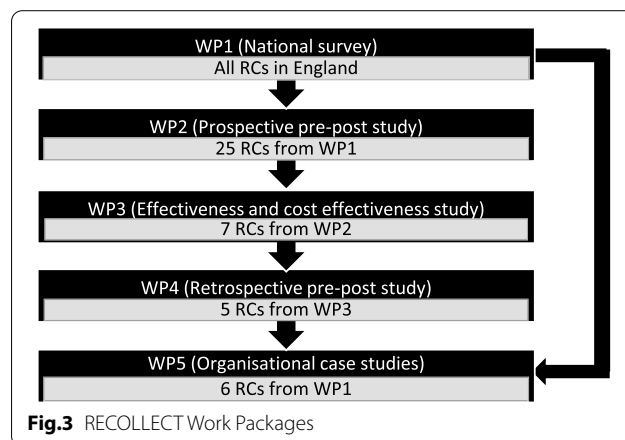 WP1 (National survey)
All RCs in England
WP2 (Prospective pre-post study)
25 RCs from WP1
WP3 (Effectiveness and cost effectiveness study)
7 RCs from WP2
WP4 (Retrospective pre-post study)
5 RCs from WP3
WP5 (Organisational case studies)
6 RCs from WP1
Fig.3 RECOLLECT Work Packages